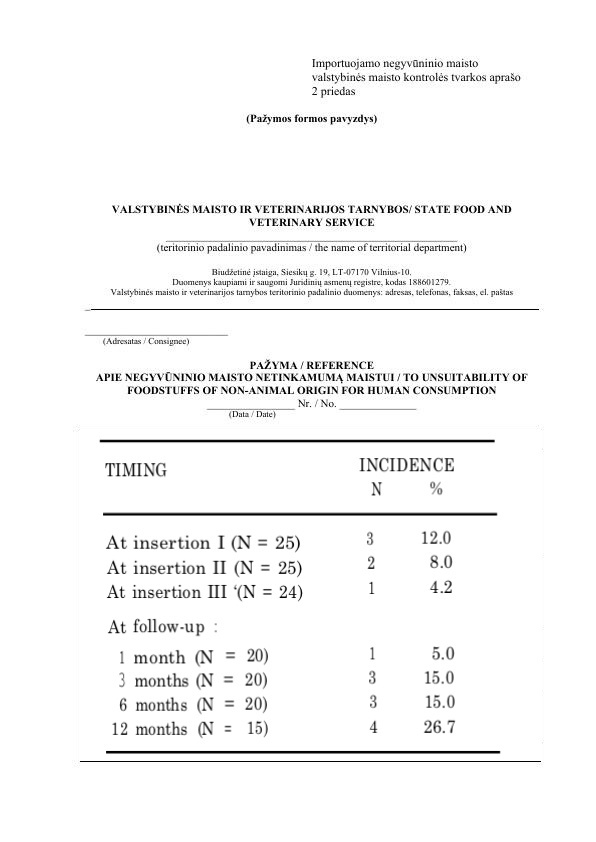 Importuojamo negyvūninio maisto
valstybinės maisto kontrolės tvarkos aprašo
2 priedas
(Pažymos formos pavyzdys)
VALSTYBINĖS MAISTO IR VETERINARIJOS TARNYBOS/ STATE FOOD AND
VETERINARY SERVICE
(teritorinio padalinio pavadinimas / the name of territorial department)
Biudžetinė įstaiga, Siesikų g. 19, LT-07170 Vilnius-10.
Duomenys kaupiami ir saugomi Juridinių asmenų registre, kodas 188601279.
Valstybinės maisto ir veterinarijos tarnybos teritorinio padalinio duomenys: adresas, telefonas, faksas, el. paštas
(Adresatas / Consignee)
PAŽYMA / REFERENCE
APIE NEGYVŪNINIO MAISTO NETINKAMUMĄ MAISTUI / TO UNSUITABILITY OF
FOODSTUFFS OF NON-ANIMAL ORIGIN FOR HUMAN CONSUMPTION
________________ Nr. / No. ______________
(Data / Date)
TIMING INCIDENCE
N %
At insertion I (N = 25) 3 12.0
At insertion II (N = 25) 2 8.0
At insertion III ‘(N = 24) 1 4.2
At follow-up :
1 month (N = 20) 1 5.0
3 months (N = 20) 3 15.0
6 months (N = 20) 3 15.0
12 months (N = 15) 4 26.7